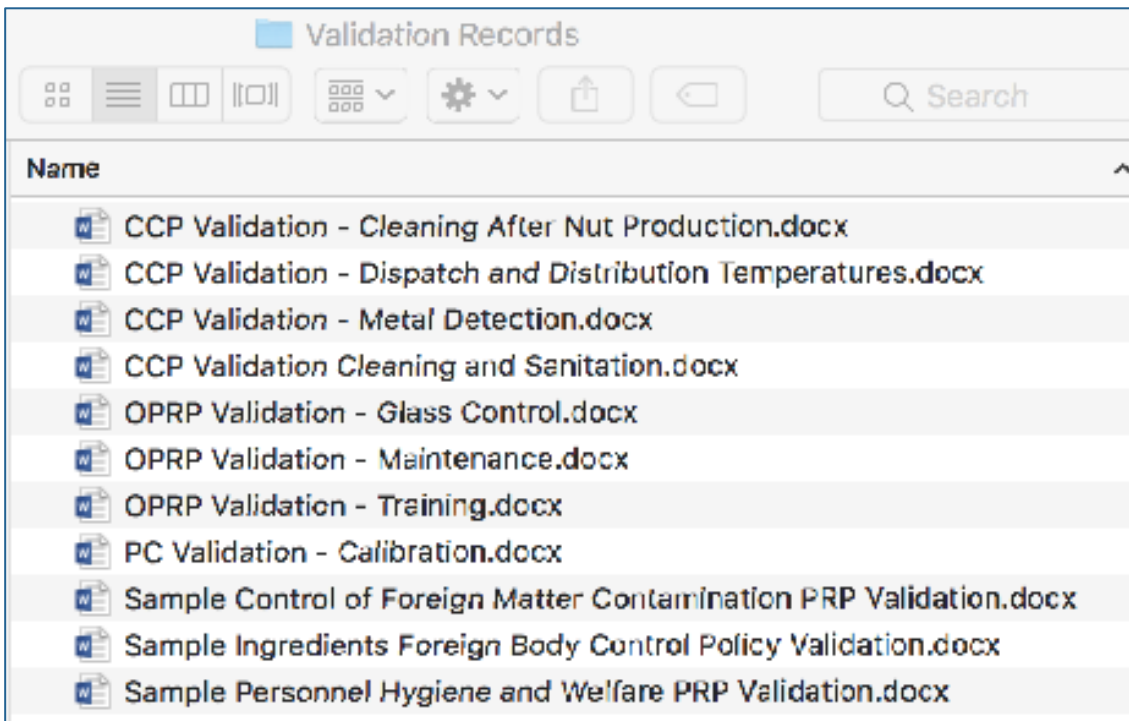 Validation Records
Search
Name
CCP Validation - Cleaning After Nut Production.docx
CCP Validation - Dispatch and Distribution Temperatures.docx
CCP Validation - Metal Detection.docx
CCP Validation Cleaning and Sanitation.docx
OPRP Validation - Glass Control.docx
OPRP Validation - Maintenance.docx
OPRP Validation - Training.docx
PC Validation - Calibration.docx
Sample Control of Foreign Matter Contamination PRP Validation.docx
Sample Ingredients Foreign Body Control Policy Validation.docx
Sample Personnel Hygiene and Welfare PRP Validation.docx